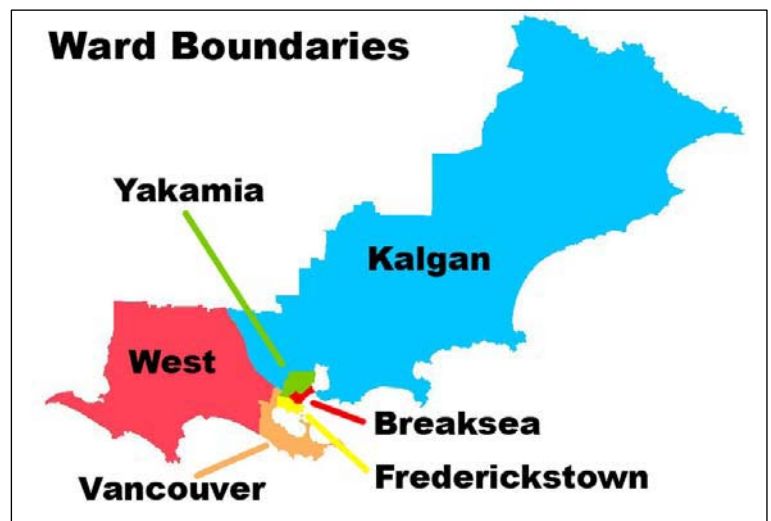 Ward Boundaries
Yakamia
Kalgan
West
Breaksea
Frederickstown
Vancouver